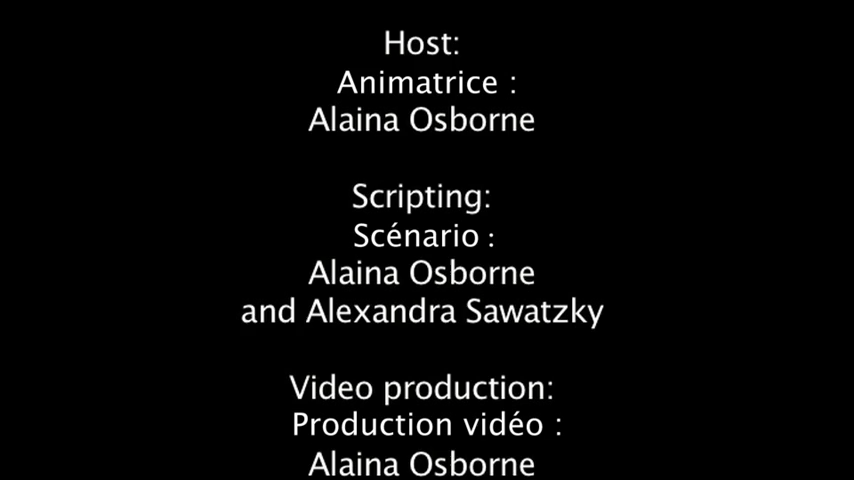 Host:
Animatrice :
Alaina Osborne
Scripting:
Scénario :
Alaina Osborne
and Alexandra Sawatzky
Video production:
Production vidéo :
Alaina Osborne